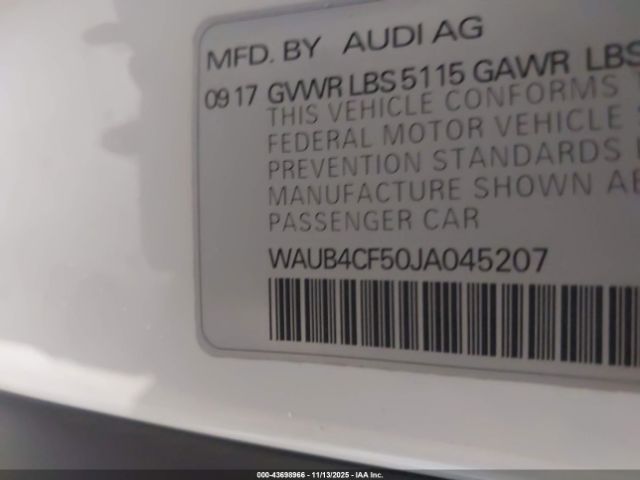 MFD. BY AUDI AG
09 17 GVWR LBS 5115 GAWR LBS
THIS VEHICLE CONFORMS
FEDERAL MOTOR VEHICLE
PREVENTION STANDARDS
MANUFACTURE SHOWN
PASSENGER CAR
WAUB4CF50JA045207
000-43698966 - 11/13/2025 - IAA Inc.